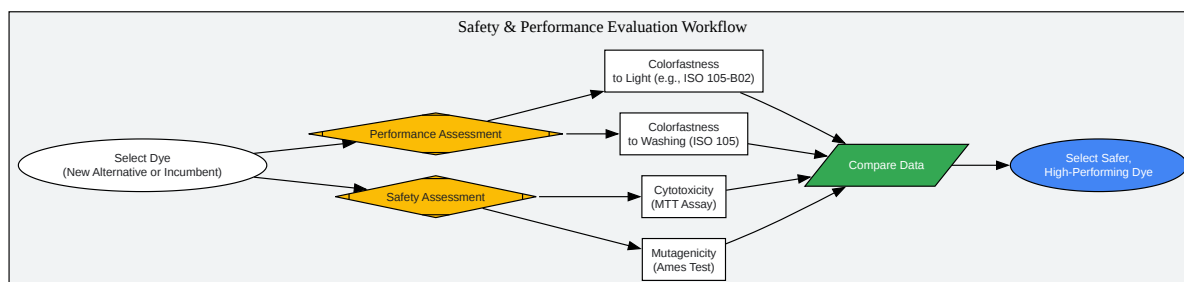 Safety & Performance Evaluation Workflow
Colorfastness
to Light (e.g., ISO 105-B02)
Performance Assessment
Colorfastness
to Washing (ISO 105)
Select Dye
(New Alternative or Incumbent)
Compare Data
Select Safer,
High-Performing Dye
Safety Assessment
Cytotoxicity
(MTT Assay)
Mutagenicity
(Ames Test)